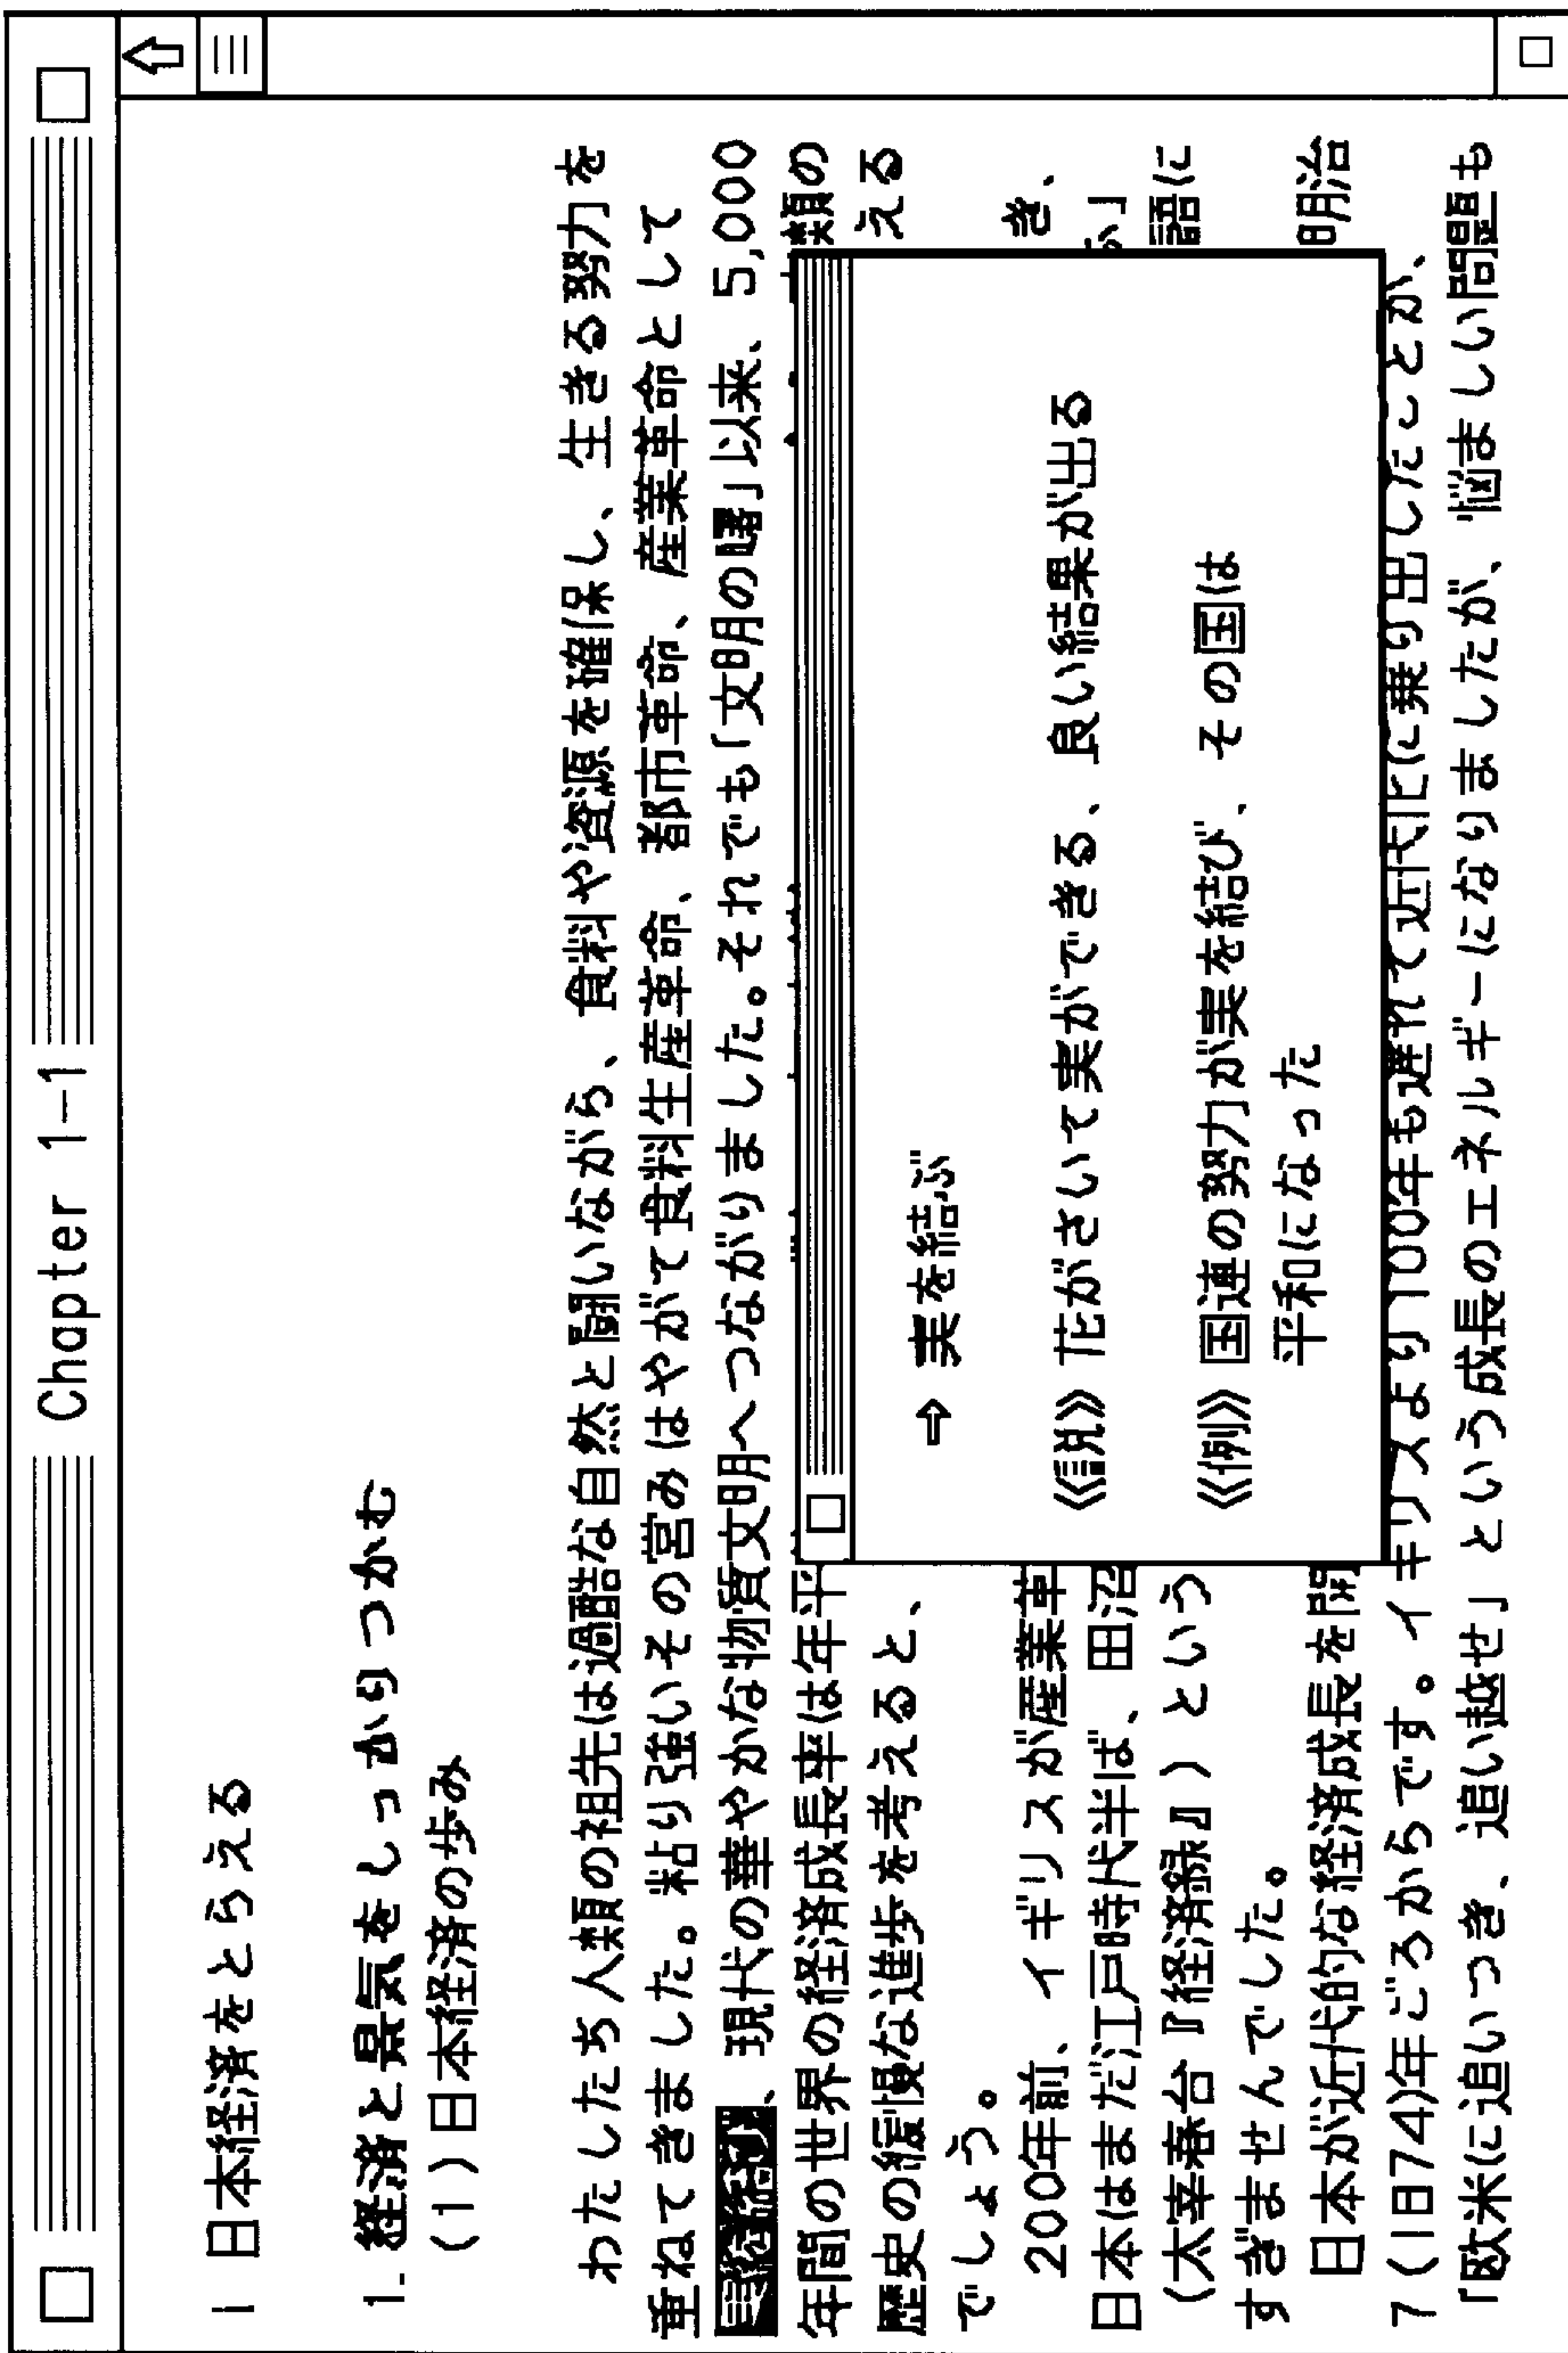 Chapter 1-1
1 日本経済をとらえる
1. 経済と景気をしっかりつかむ
(1) 日本経済の歩み
わたしたち人類の祖先は過酷な自然と闘いながら、食料や資源を確保し、生きる努力を
重ねてきました。粘り強いその営みはやがて食料生産革命、都市革命、産業革命として
、現代の華やかな物質文明へつながりました。それでも「文明の曙」以来、5,000
年間の世界の経済成長率は年平 類の
歴史の緩慢な進歩を考えると、 える
でしょう。
200年前、イギリスが産業革 き、
日本はまだ江戸時代半ば、田沼 か」
(太宰春台『経済録』) という 語に
すぎませんでした。
日本が近代的な経済成長を開 明治
7(1874)年ごろからです。イギリスより100年も遅れて近代化に乗り出したことが、
「欧米に追いつき、追い越せ」という成長のエネルギーになりましたが、悩ましい問題も
⇒ 実を結ぶ
《説》 花がさいて実ができる、良い結果が出る
《例》 国連の努力が実を結び、その国は
平和になった